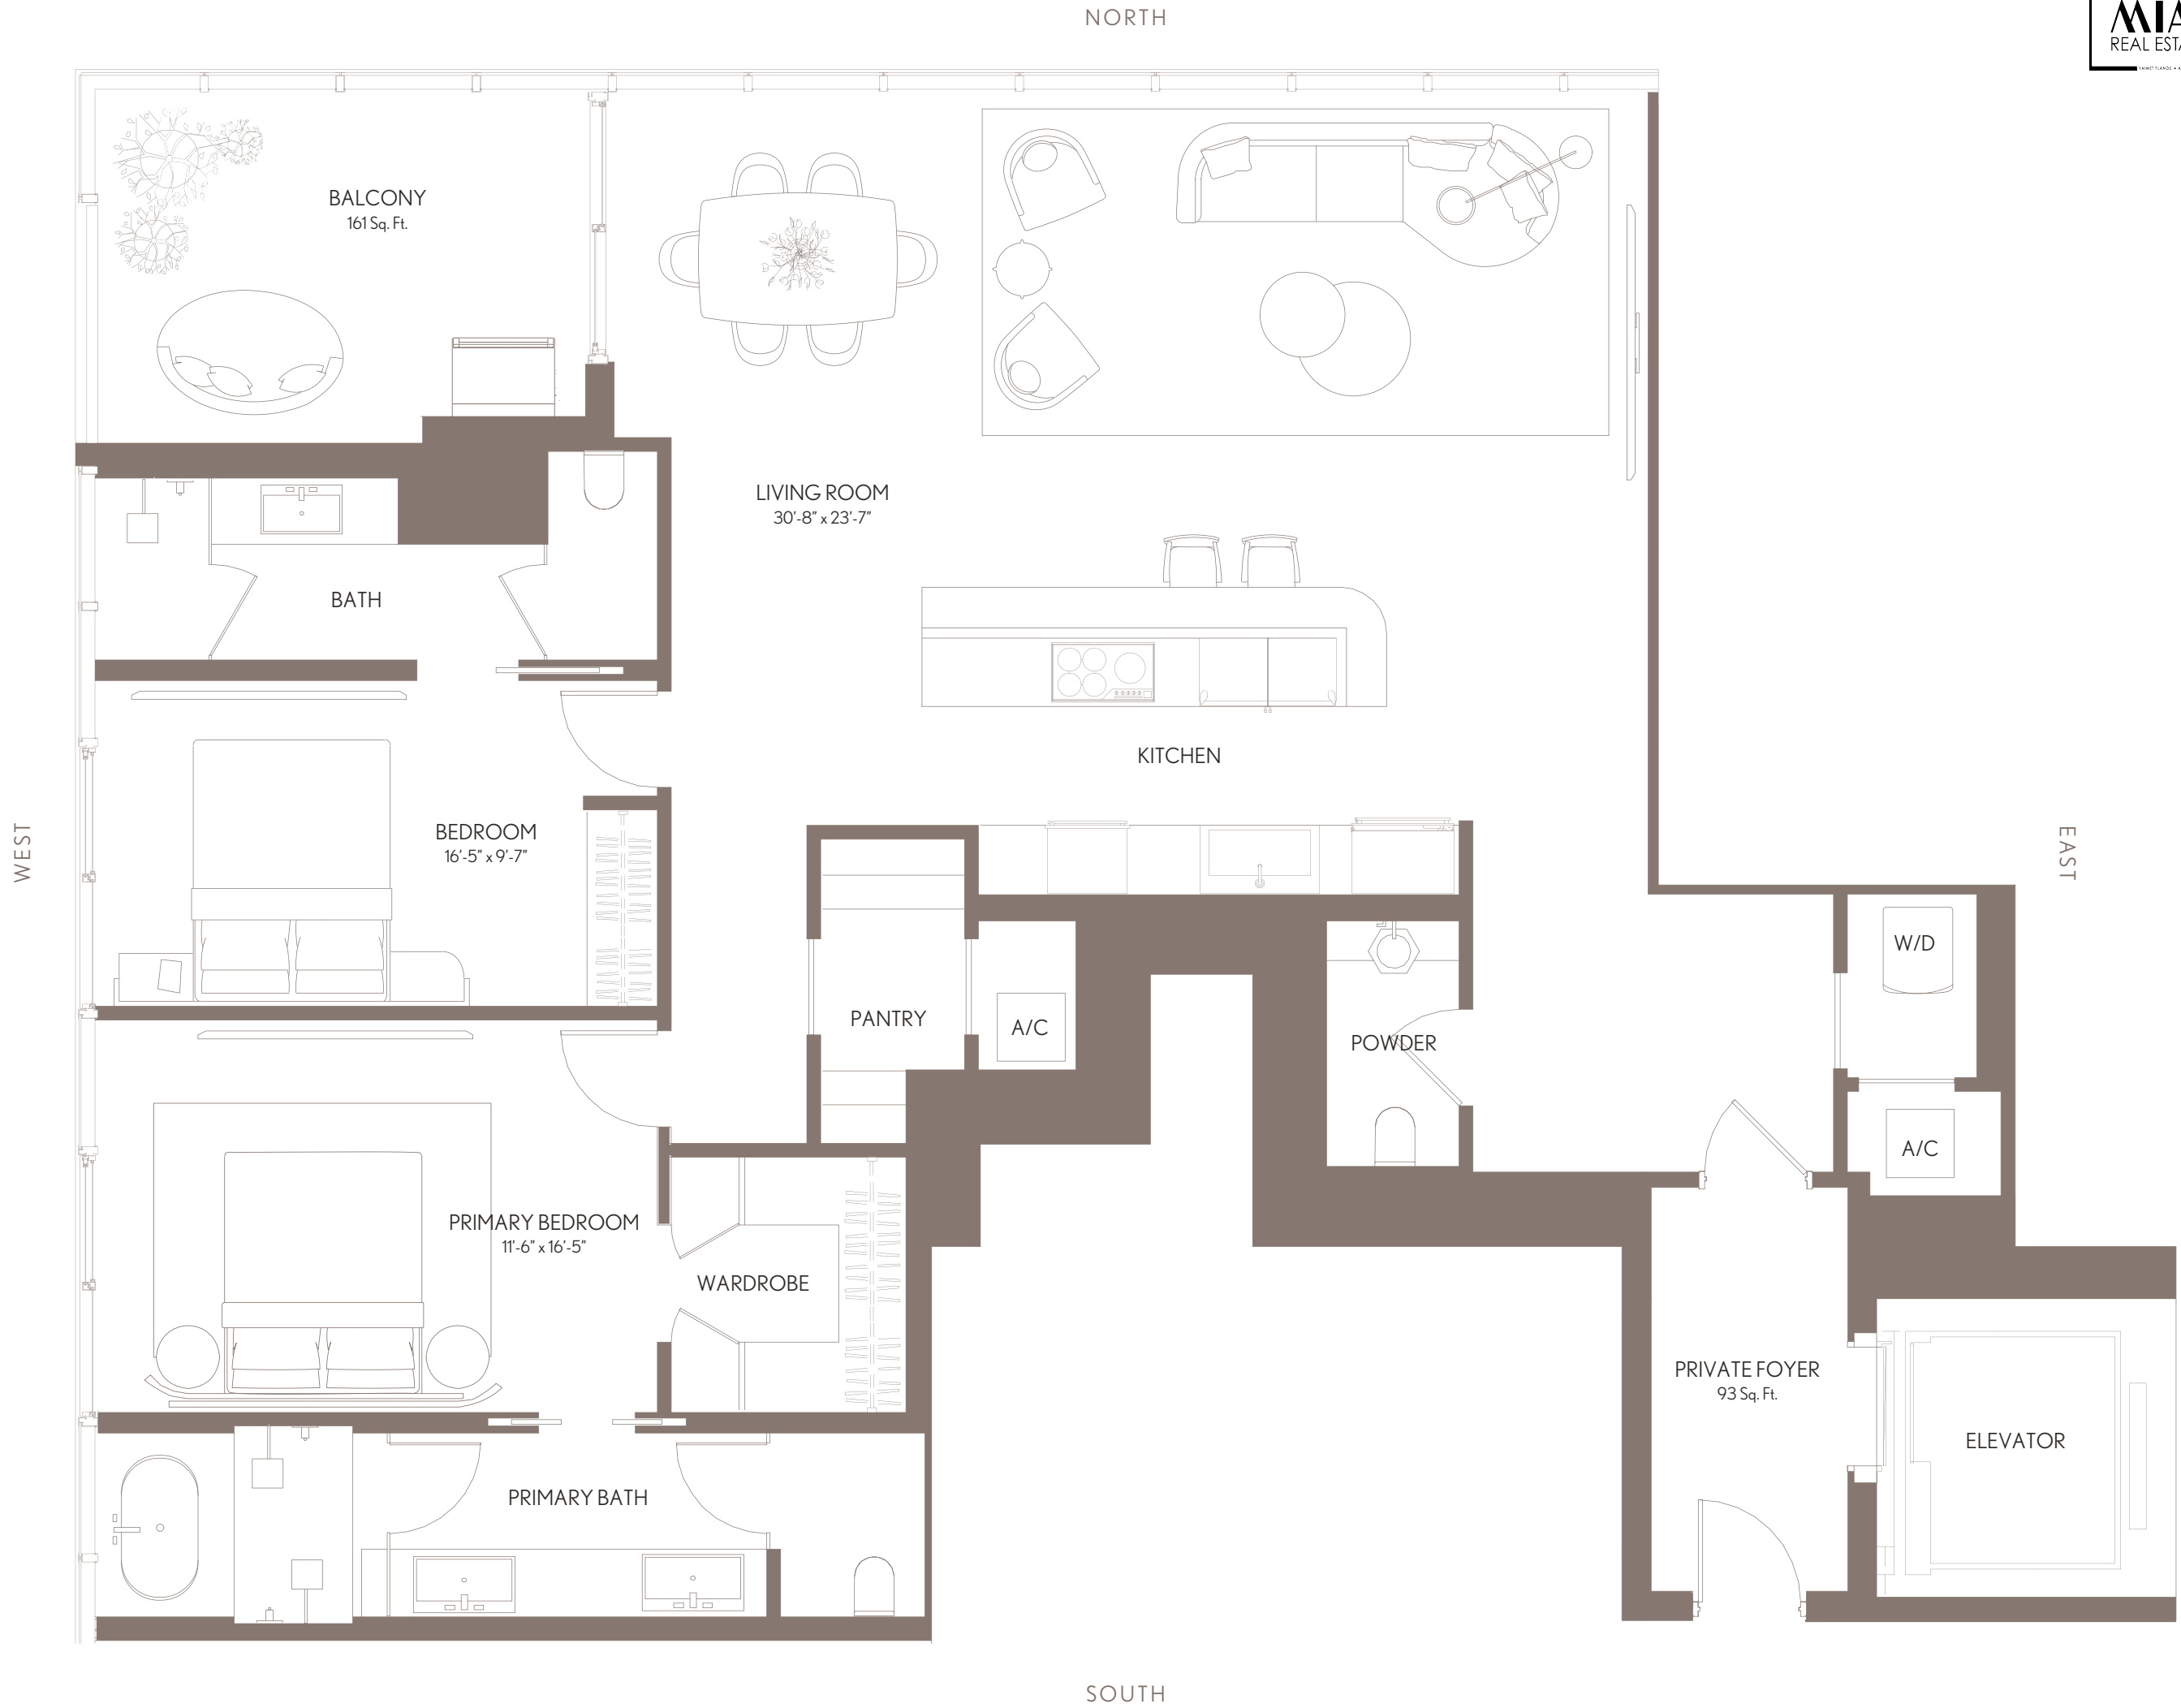 NORTH
REAL ESTA
BALCONY
161 Sq. Ft.
LIVING ROOM
30'-8" x 23'-7"
BATH
KITCHEN
WEST
BEDROOM
16'-5" x 9'-7"
EAST
W/D
PANTRY
A/C
POWDER
A/C
PRIMARY BEDROOM
11'-6" x 16'-5"
WARDROBE
PRIVATE FOYER
93 Sq. Ft.
ELEVATOR
PRIMARY BATH
SOUTH